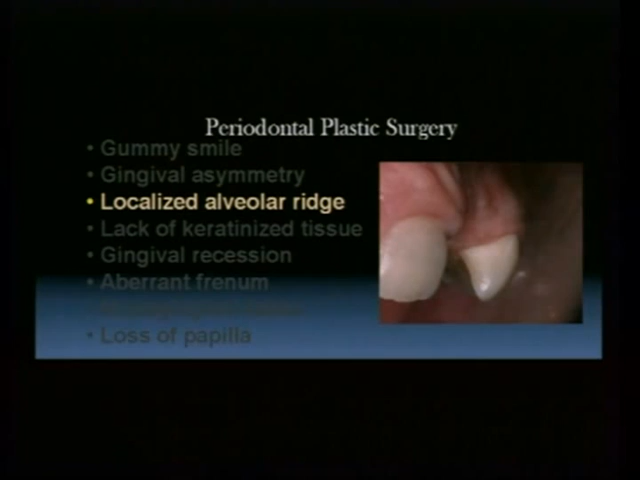 Periodontal Plastic Surgery
• Gummy smile
• Gingival asymmetry
• Localized alveolar ridge
• Lack of keratinized tissue
• Gingival recession
• Aberrant frenum
• Loss of papilla